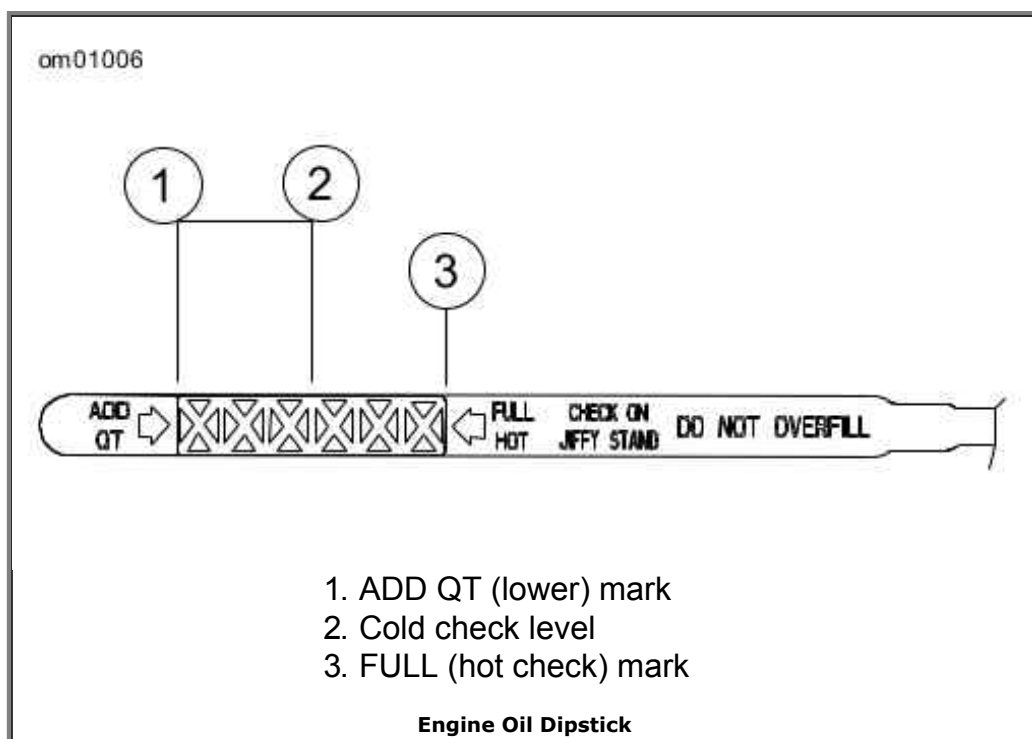 om01006
1
2
3
ADD
QT
FULL
HOT
CHECK ON
JIFFY STAND
DO NOT OVERFILL
1. ADD QT (lower) mark
2. Cold check level
3. FULL (hot check) mark
Engine Oil Dipstick